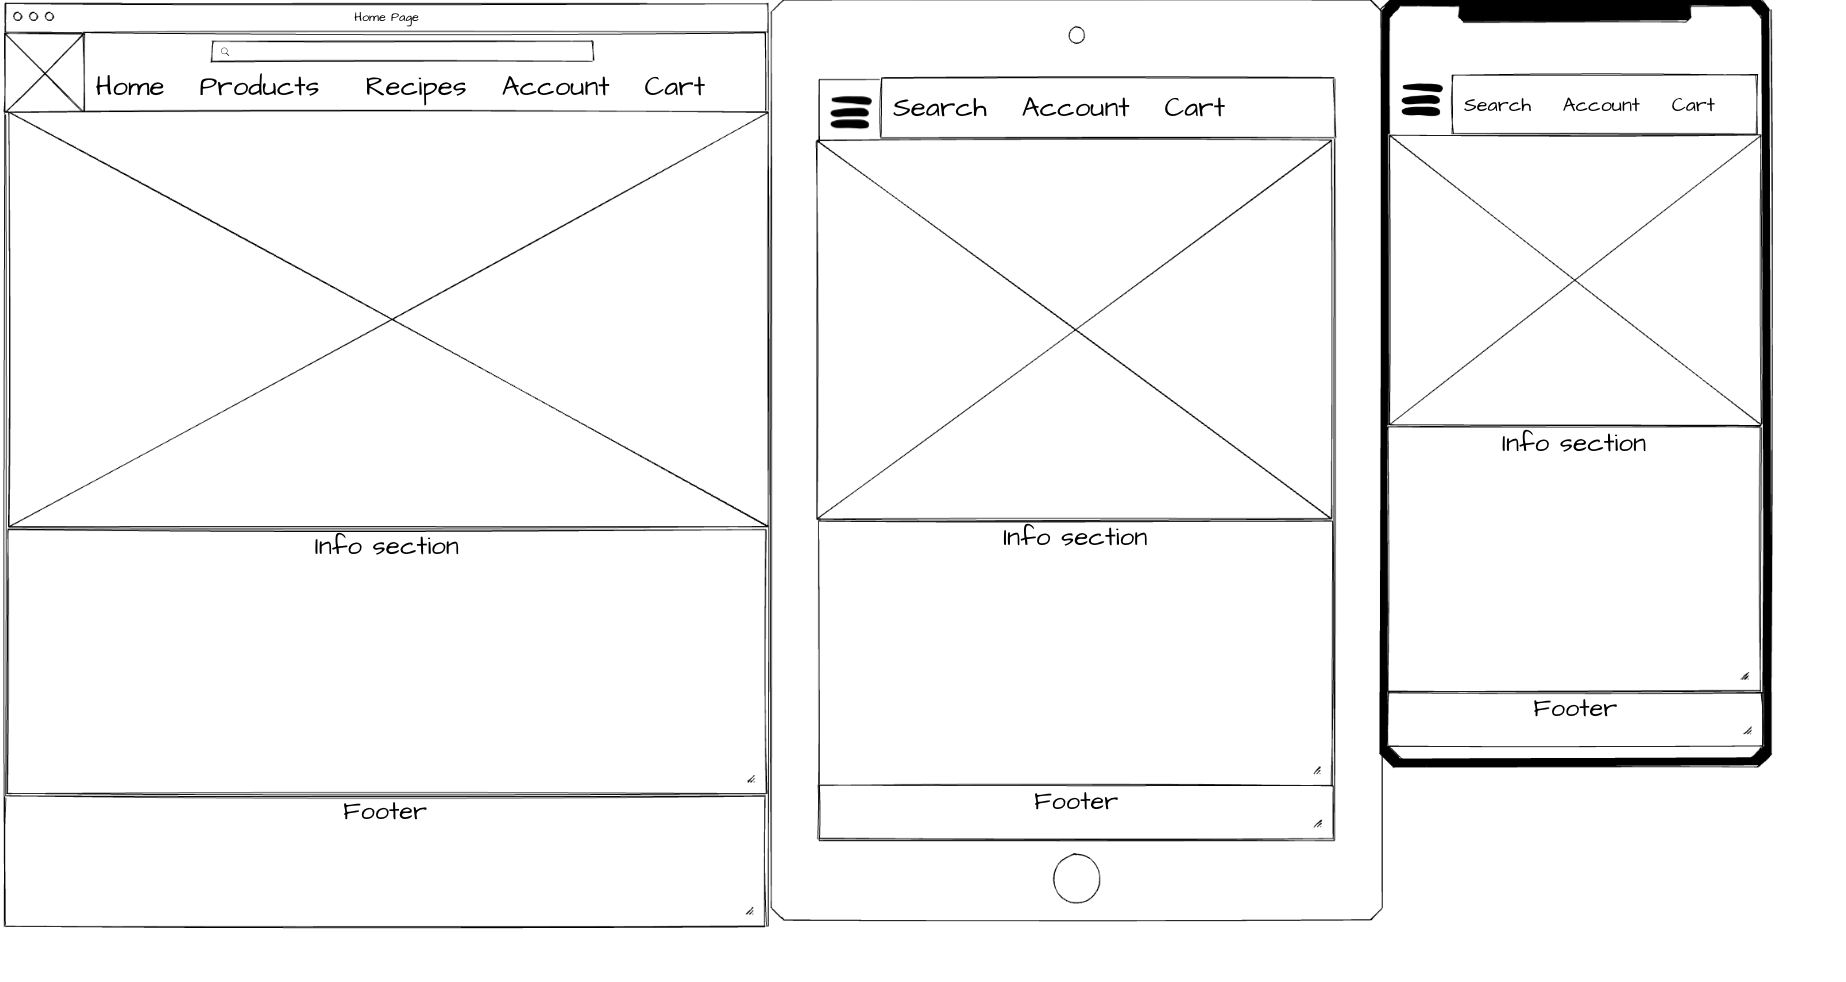 Home Page
Home Products Recipes Account Cart
Info section
Footer
Search Account Cart
Info section
Footer
Search Account Cart
Info section
Footer